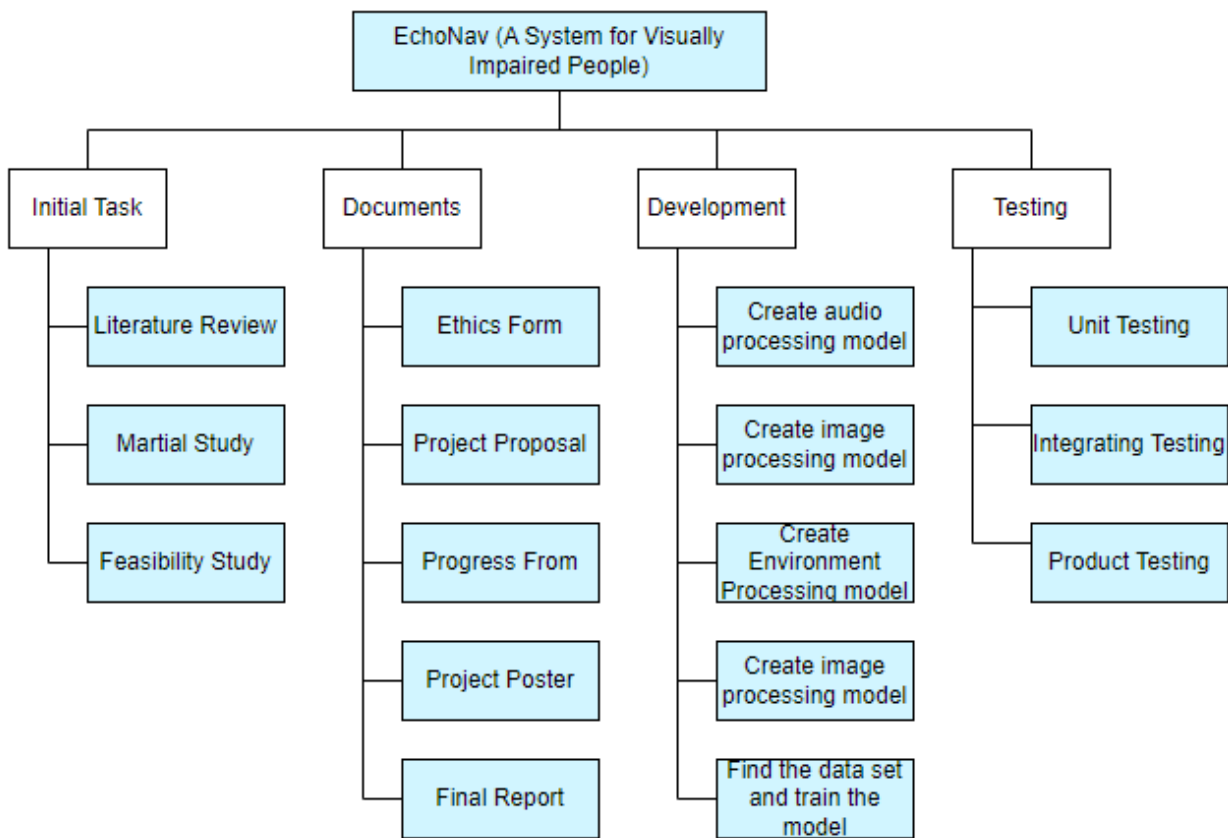 EchoNav (A System for Visually
Impaired People)
Initial Task
Documents
Development
Testing
Literature Review
Martial Study
Feasibility Study
Ethics Form
Project Proposal
Progress From
Project Poster
Final Report
Create audio
processing model
Create image
processing model
Create
Environment
Processing model
Create image
processing model
Find the data set
and train the
model
Unit Testing
Integrating Testing
Product Testing